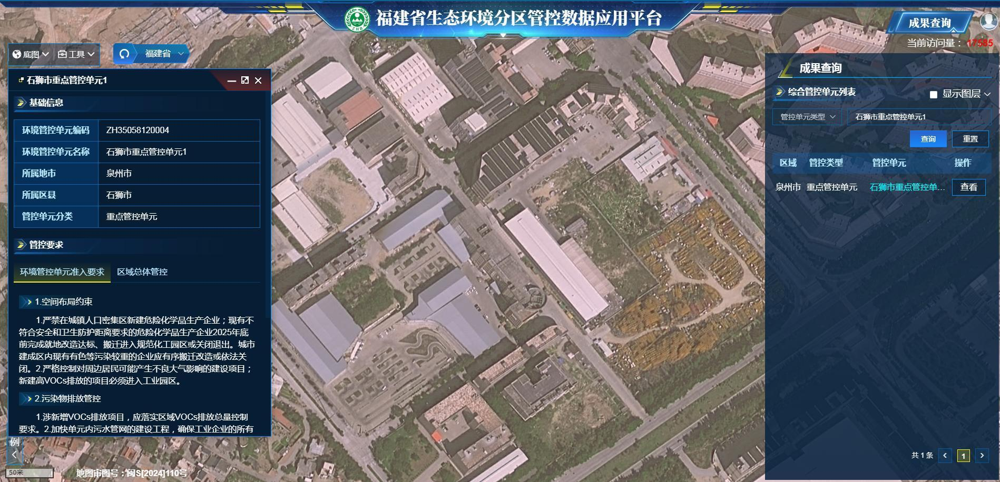 福建省生态环境分区管控数据应用平台
成果查询
当前访问量： 17585
底图 工具
福建省
石狮市重点管控单元1
基础信息
环境管控单元编码 ZH35058120004
环境管控单元名称 石狮市重点管控单元1
所属地市 泉州市
所属区县 石狮市
管控单元分类 重点管控单元
管控要求
环境管控单元准入要求 区域总体管控
1.空间布局约束
1.严禁在城镇人口密集区新建危险化学品生产企业；现有不
符合安全和卫生防护距离要求的危险化学品生产企业2025年底
前完成就地改造达标、搬迁进入规范化工园区或关闭退出。城市
建成区内现有有色等污染较重的企业应有序搬迁改造或依法关
闭。2.严格控制对周边居民可能产生不良大气影响的建设项目；
新建高VOCs排放的项目必须进入工业园区。
2.污染物排放管控
1.涉新增VOCs排放项目，应落实区域VOCs排放总量控制
要求。2.加快单元内污水管网的建设工程，确保工业企业的所有
例
50米
地图审图号：闽S[2024]110号
成果查询
综合管控单元列表
显示图层
管控单元类型 石狮市重点管控单元1
查询 重置
区域 管控类型 管控单元 操作
泉州市 重点管控单元 石狮市重点管控单... 查看
共 1 条 1